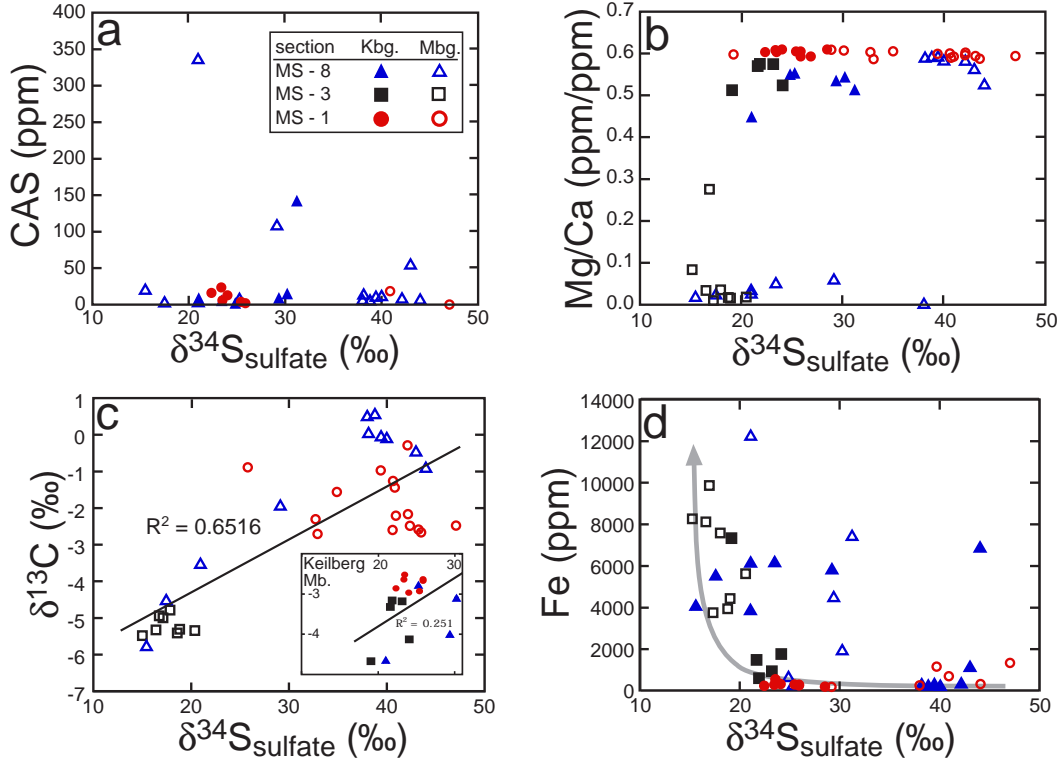 a
section Kbg. Mbg.
MS - 8
MS - 3
MS - 1
CAS (ppm)
400
350
300
250
200
150
100
50
0
10 20 30 40 50
δ³⁴S_sulfate (‰)
b
Mg/Ca (ppm/ppm)
0.7
0.6
0.5
0.4
0.3
0.2
0.1
0.0
10 20 30 40 50
δ³⁴S_sulfate (‰)
c
δ¹³C (‰)
1
0
-1
-2
-3
-4
-5
-6
-7
R² = 0.6516
Keilberg
Mb.
20 30
-3
-4
R² = 0.251
10 20 30 40 50
δ³⁴S_sulfate (‰)
d
Fe (ppm)
14000
12000
10000
8000
6000
4000
2000
0
10 20 30 40 50
δ³⁴S_sulfate (‰)